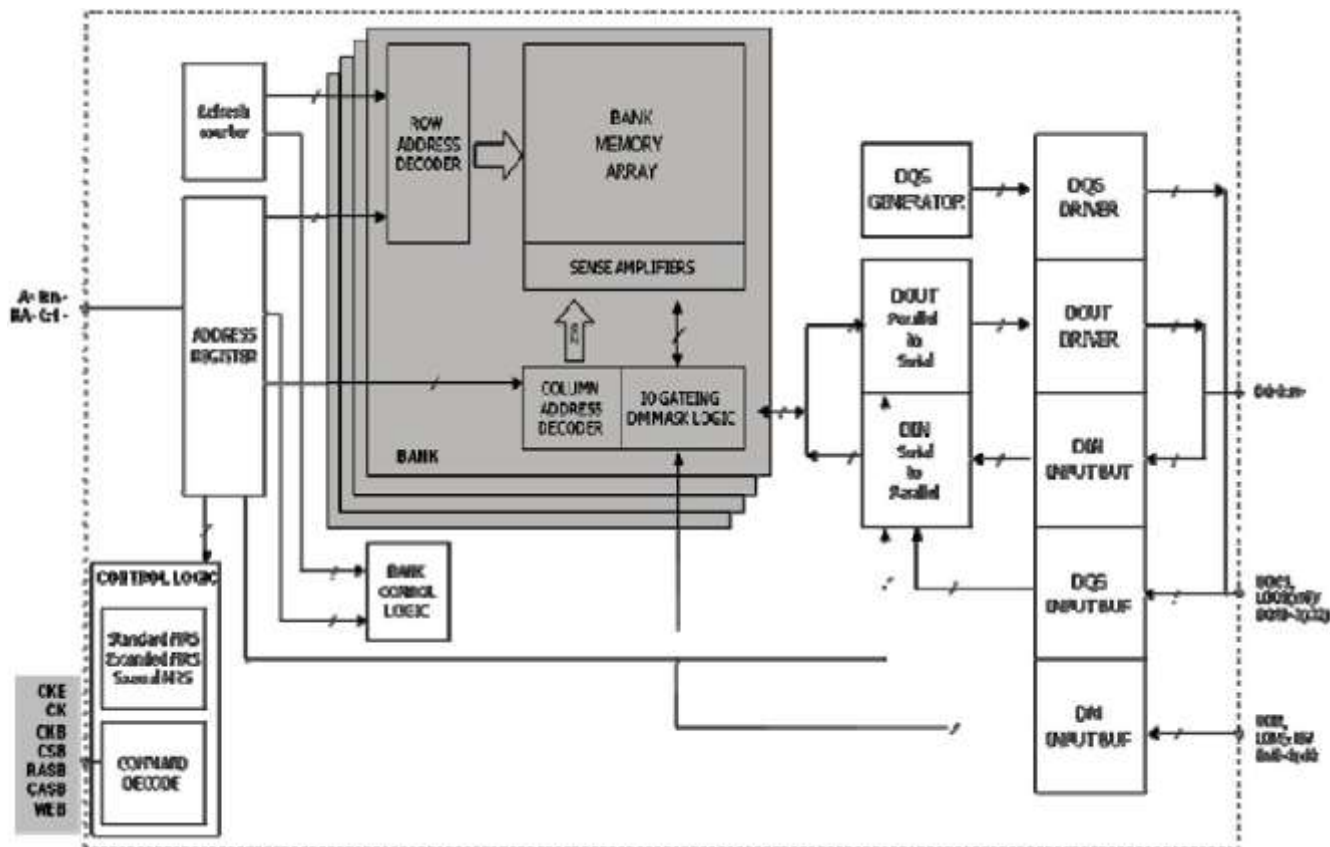 Refresh
counter
ROW
ADDRESS
DECODER
BANK
MEMORY
ARRAY
SENSE AMPLIFIERS
ADDRESS
REGISTER
COLUMN
ADDRESS
DECODER
IO GATEING
DM MASK LOGIC
BANK
DQS
GENERATOR
DQS
DRIVER
DOUT
Parallel
to
Serial
DOUT
DRIVER
DIN
Serial
to
Parallel
DIN
INPUT BUT
DQS
INPUT BUF
DM
INPUT BUF
BANK
CONTROL
LOGIC
CONTROL LOGIC
Standard MRS
MRS
MRS
COMMAND
DECODE
CKE
CK
CKB
CSB
RASB
CASB
WEB